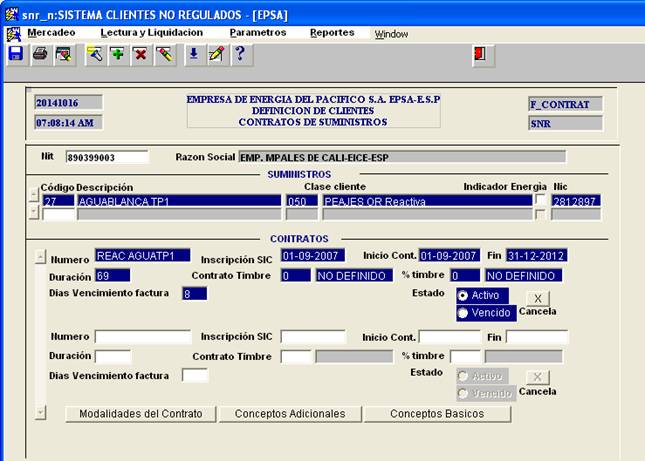 snr_n:SISTEMA CLIENTES NO REGULADOS - [EPSA]
Mercadeo Lectura y Liquidacion Parametros Reportes Window
20141016 EMPRESA DE ENERGIA DEL PACIFICO S.A. EPSA-E.S.P F_CONTRAT
DEFINICION DE CLIENTES
07:08:14 AM CONTRATOS DE SUMINISTROS SNR
Nit 890399003 Razon Social EMP. MPALES DE CALI-EICE-ESP
SUMINISTROS
Código Descripción Clase cliente Indicador Energia Nic
27 AGUABLANCA TP1 050 PEAJES OR Reactiva 2812897
CONTRATOS
Numero REAC AGUATP1 Inscripción SIC 01-09-2007 Inicio Cont. 01-09-2007 Fin 31-12-2012
Duración 69 Contrato Timbre 0 NO DEFINIDO % timbre 0 NO DEFINIDO
Dias Vencimiento factura 8 Estado Activo X
Vencido Cancela
Numero Inscripción SIC Inicio Cont. Fin
Duración Contrato Timbre % timbre
Dias Vencimiento factura Estado Activo X
Vencido Cancela
Modalidades del Contrato Conceptos Adicionales Conceptos Basicos